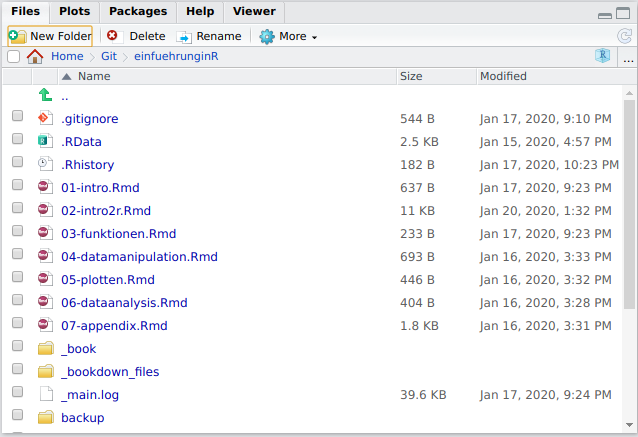 Files Plots Packages Help Viewer
New Folder Delete Rename More
Home Git einfuehrunginR ...
Name Size Modified
..
.gitignore 544 B Jan 17, 2020, 9:10 PM
.RData 2.5 KB Jan 15, 2020, 4:57 PM
.Rhistory 182 B Jan 17, 2020, 10:23 PM
01-intro.Rmd 637 B Jan 17, 2020, 9:23 PM
02-intro2r.Rmd 11 KB Jan 20, 2020, 1:32 PM
03-funktionen.Rmd 233 B Jan 17, 2020, 9:23 PM
04-datamanipulation.Rmd 693 B Jan 16, 2020, 3:33 PM
05-plotten.Rmd 446 B Jan 16, 2020, 3:32 PM
06-dataanalysis.Rmd 404 B Jan 16, 2020, 3:28 PM
07-appendix.Rmd 1.8 KB Jan 16, 2020, 3:31 PM
_book
_bookdown_files
_main.log 39.6 KB Jan 17, 2020, 9:24 PM
backup